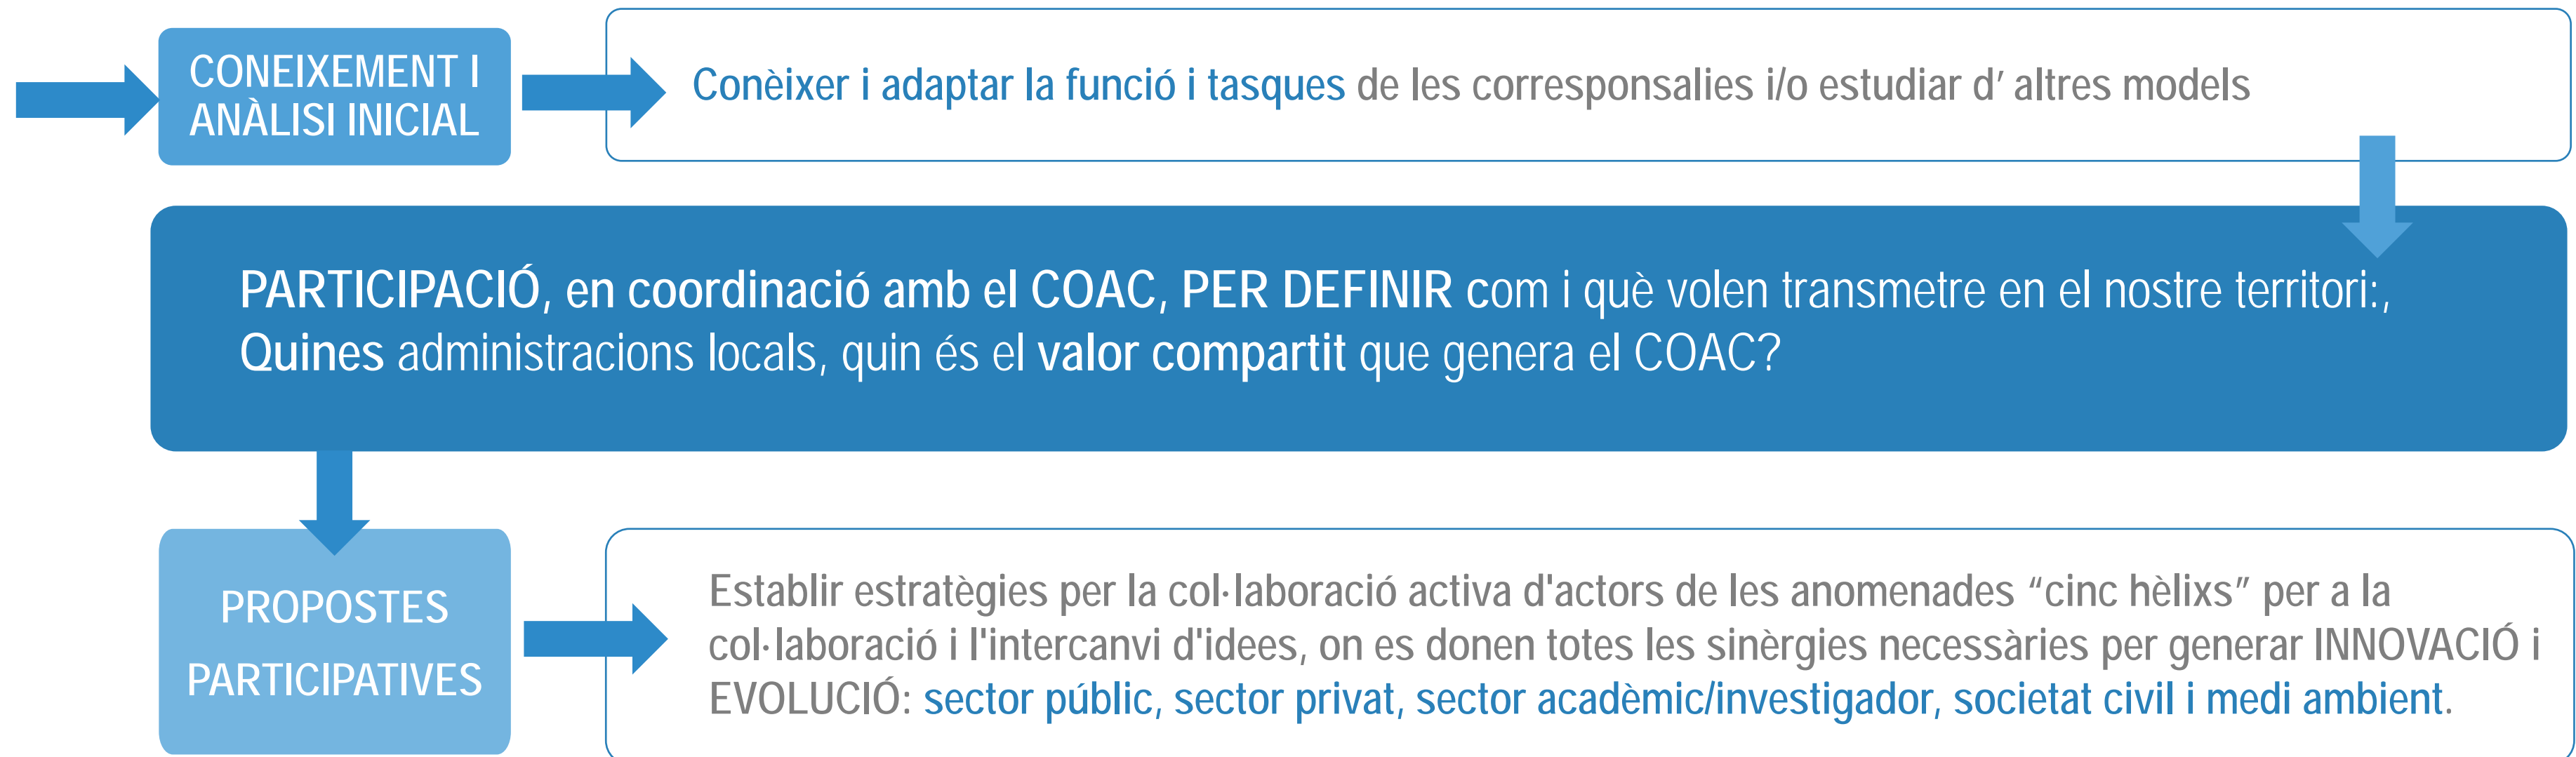 CONEIXEMENT I
ANÀLISI INICIAL
Conèixer i adaptar la funció i tasques de les corresponsalies i/o estudiar d’ altres models
PARTICIPACIÓ, en coordinació amb el COAC, PER DEFINIR com i què volen transmetre en el nostre territori:,
Quines administracions locals, quin és el valor compartit que genera el COAC?
PROPOSTES
PARTICIPATIVES
Establir estratègies per la col·laboració activa d'actors de les anomenades “cinc hèlixs” per a la
col·laboració i l'intercanvi d'idees, on es donen totes les sinèrgies necessàries per generar INNOVACIÓ i
EVOLUCIÓ: sector públic, sector privat, sector acadèmic/investigador, societat civil i medi ambient.